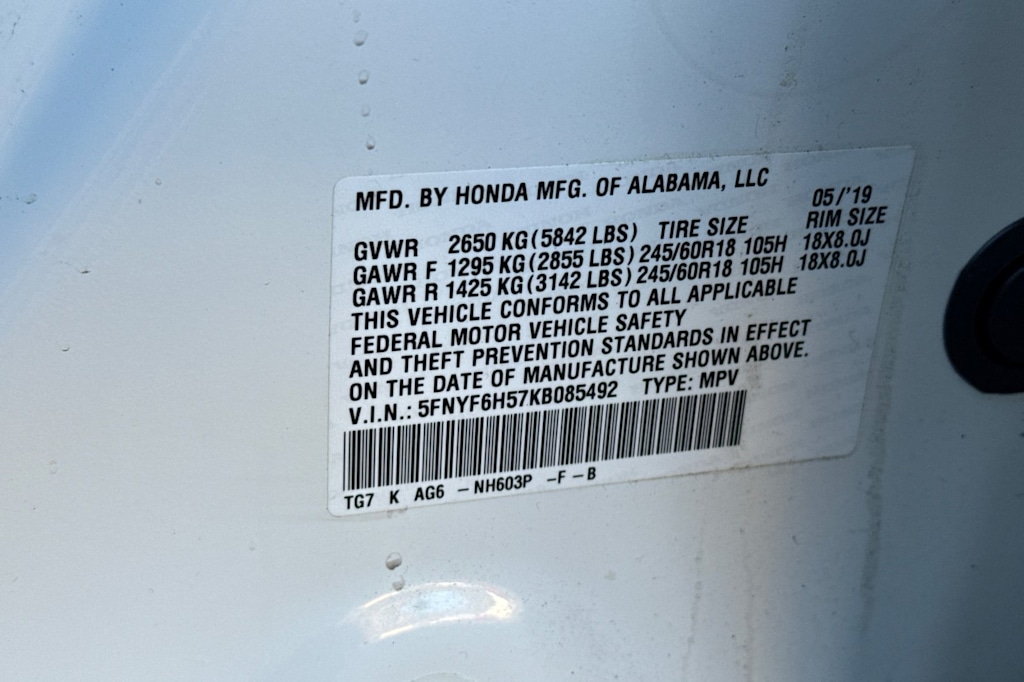 MFD. BY HONDA MFG. OF ALABAMA, LLC
05/'19
GVWR 2650 KG (5842 LBS) TIRE SIZE RIM SIZE
GAWR F 1295 KG (2855 LBS) 245/60R18 105H 18X8.0J
GAWR R 1425 KG (3142 LBS) 245/60R18 105H 18X8.0J
THIS VEHICLE CONFORMS TO ALL APPLICABLE
FEDERAL MOTOR VEHICLE SAFETY
AND THEFT PREVENTION STANDARDS IN EFFECT
ON THE DATE OF MANUFACTURE SHOWN ABOVE.
V.I.N.: 5FNYF6H57KB085492 TYPE: MPV
TG7 K AG6 -NH603P -F-B